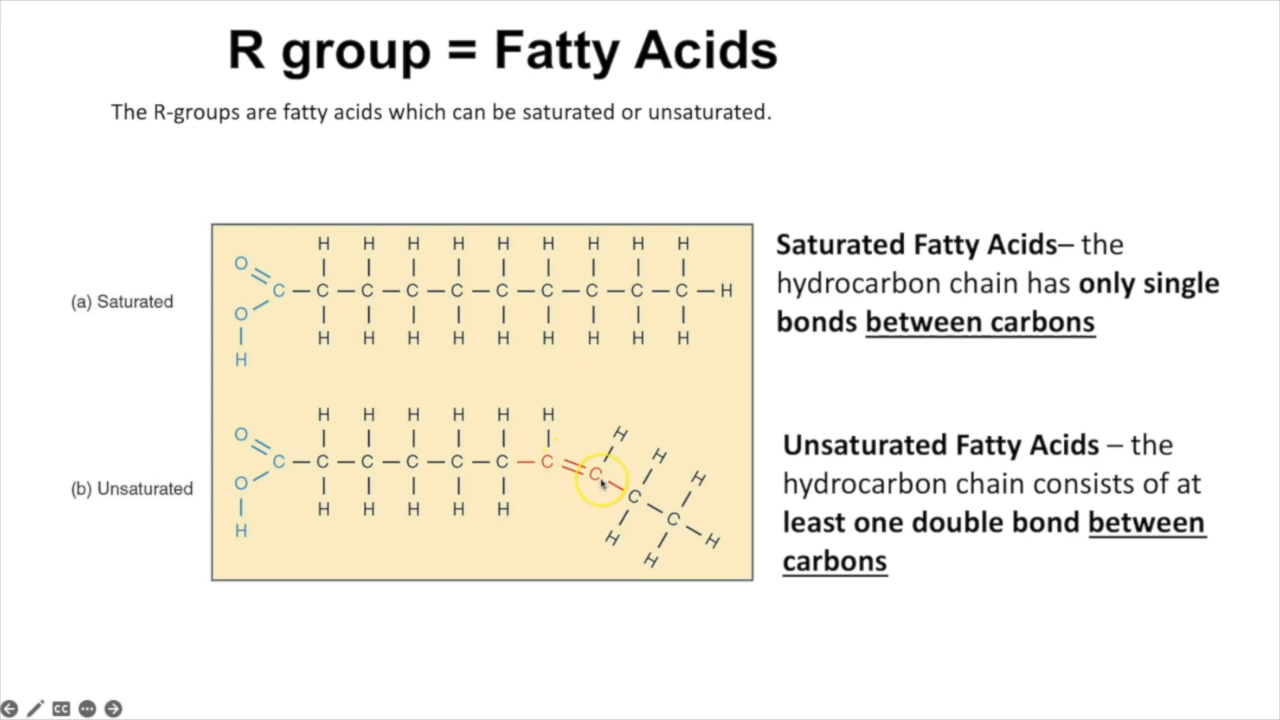 R group = Fatty Acids
The R-groups are fatty acids which can be saturated or unsaturated.
H H H H H H H H H
O
(a) Saturated
C — C — C — C — C — C — C — C — C — C — H
O
H H H H H H H H H
H
Saturated Fatty Acids– the
hydrocarbon chain has only single
bonds between carbons
H H H H H H
O H
C — C — C — C — C — C — C = C H
(b) Unsaturated
O C H
H H H H H C
H H H
H
Unsaturated Fatty Acids – the
hydrocarbon chain consists of at
least one double bond between
carbons
CC